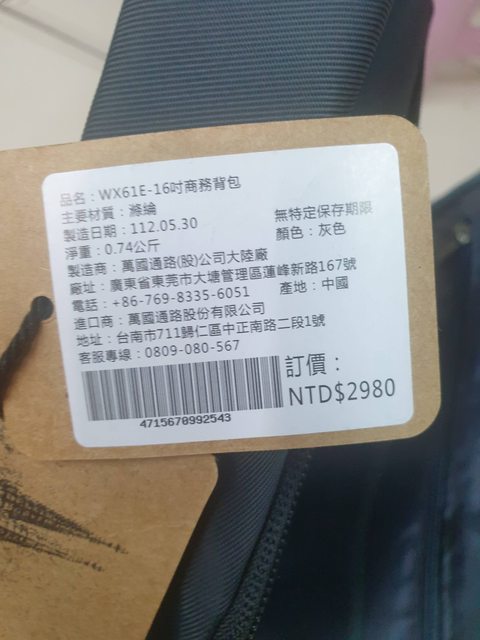 品名：WX61E-16吋商務背包
主要材質：滌綸
製造日期：112.05.30 無特定保存期限
淨重：0.74公斤 顏色：灰色
製造商：萬國通路(股)公司大陸廠
廠址：廣東省東莞市大塘管理區蓮峰新路167號
電話：+86-769-8335-6051 產地：中國
進口商：萬國通路股份有限公司
地址：台南市711歸仁區中正南路二段1號
客服專線：0809-080-567
訂價：
NTD$2980
4715670992543